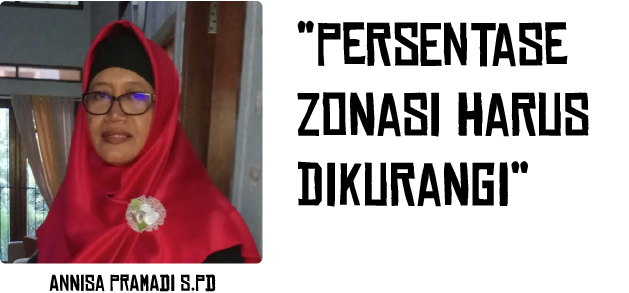 "PERSENTASE
ZONASI HARUS
DIKURANGI"
ANNISA PRAMADI S.PD